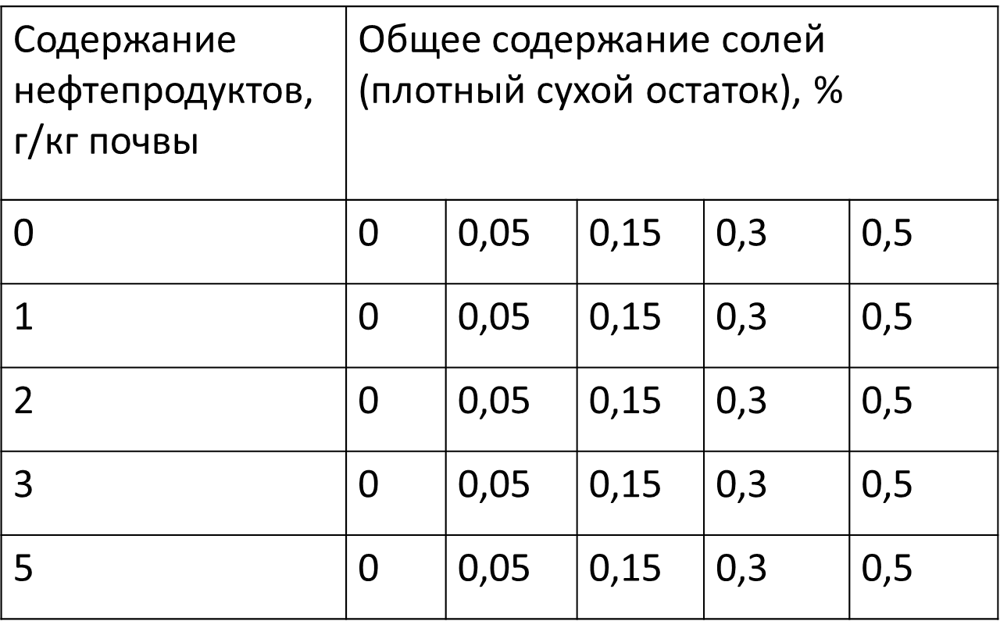 Содержание
нефтепродуктов,
г/кг почвы
Общее содержание солей
(плотный сухой остаток), %
0 0 0,05 0,15 0,3 0,5
1 0 0,05 0,15 0,3 0,5
2 0 0,05 0,15 0,3 0,5
3 0 0,05 0,15 0,3 0,5
5 0 0,05 0,15 0,3 0,5